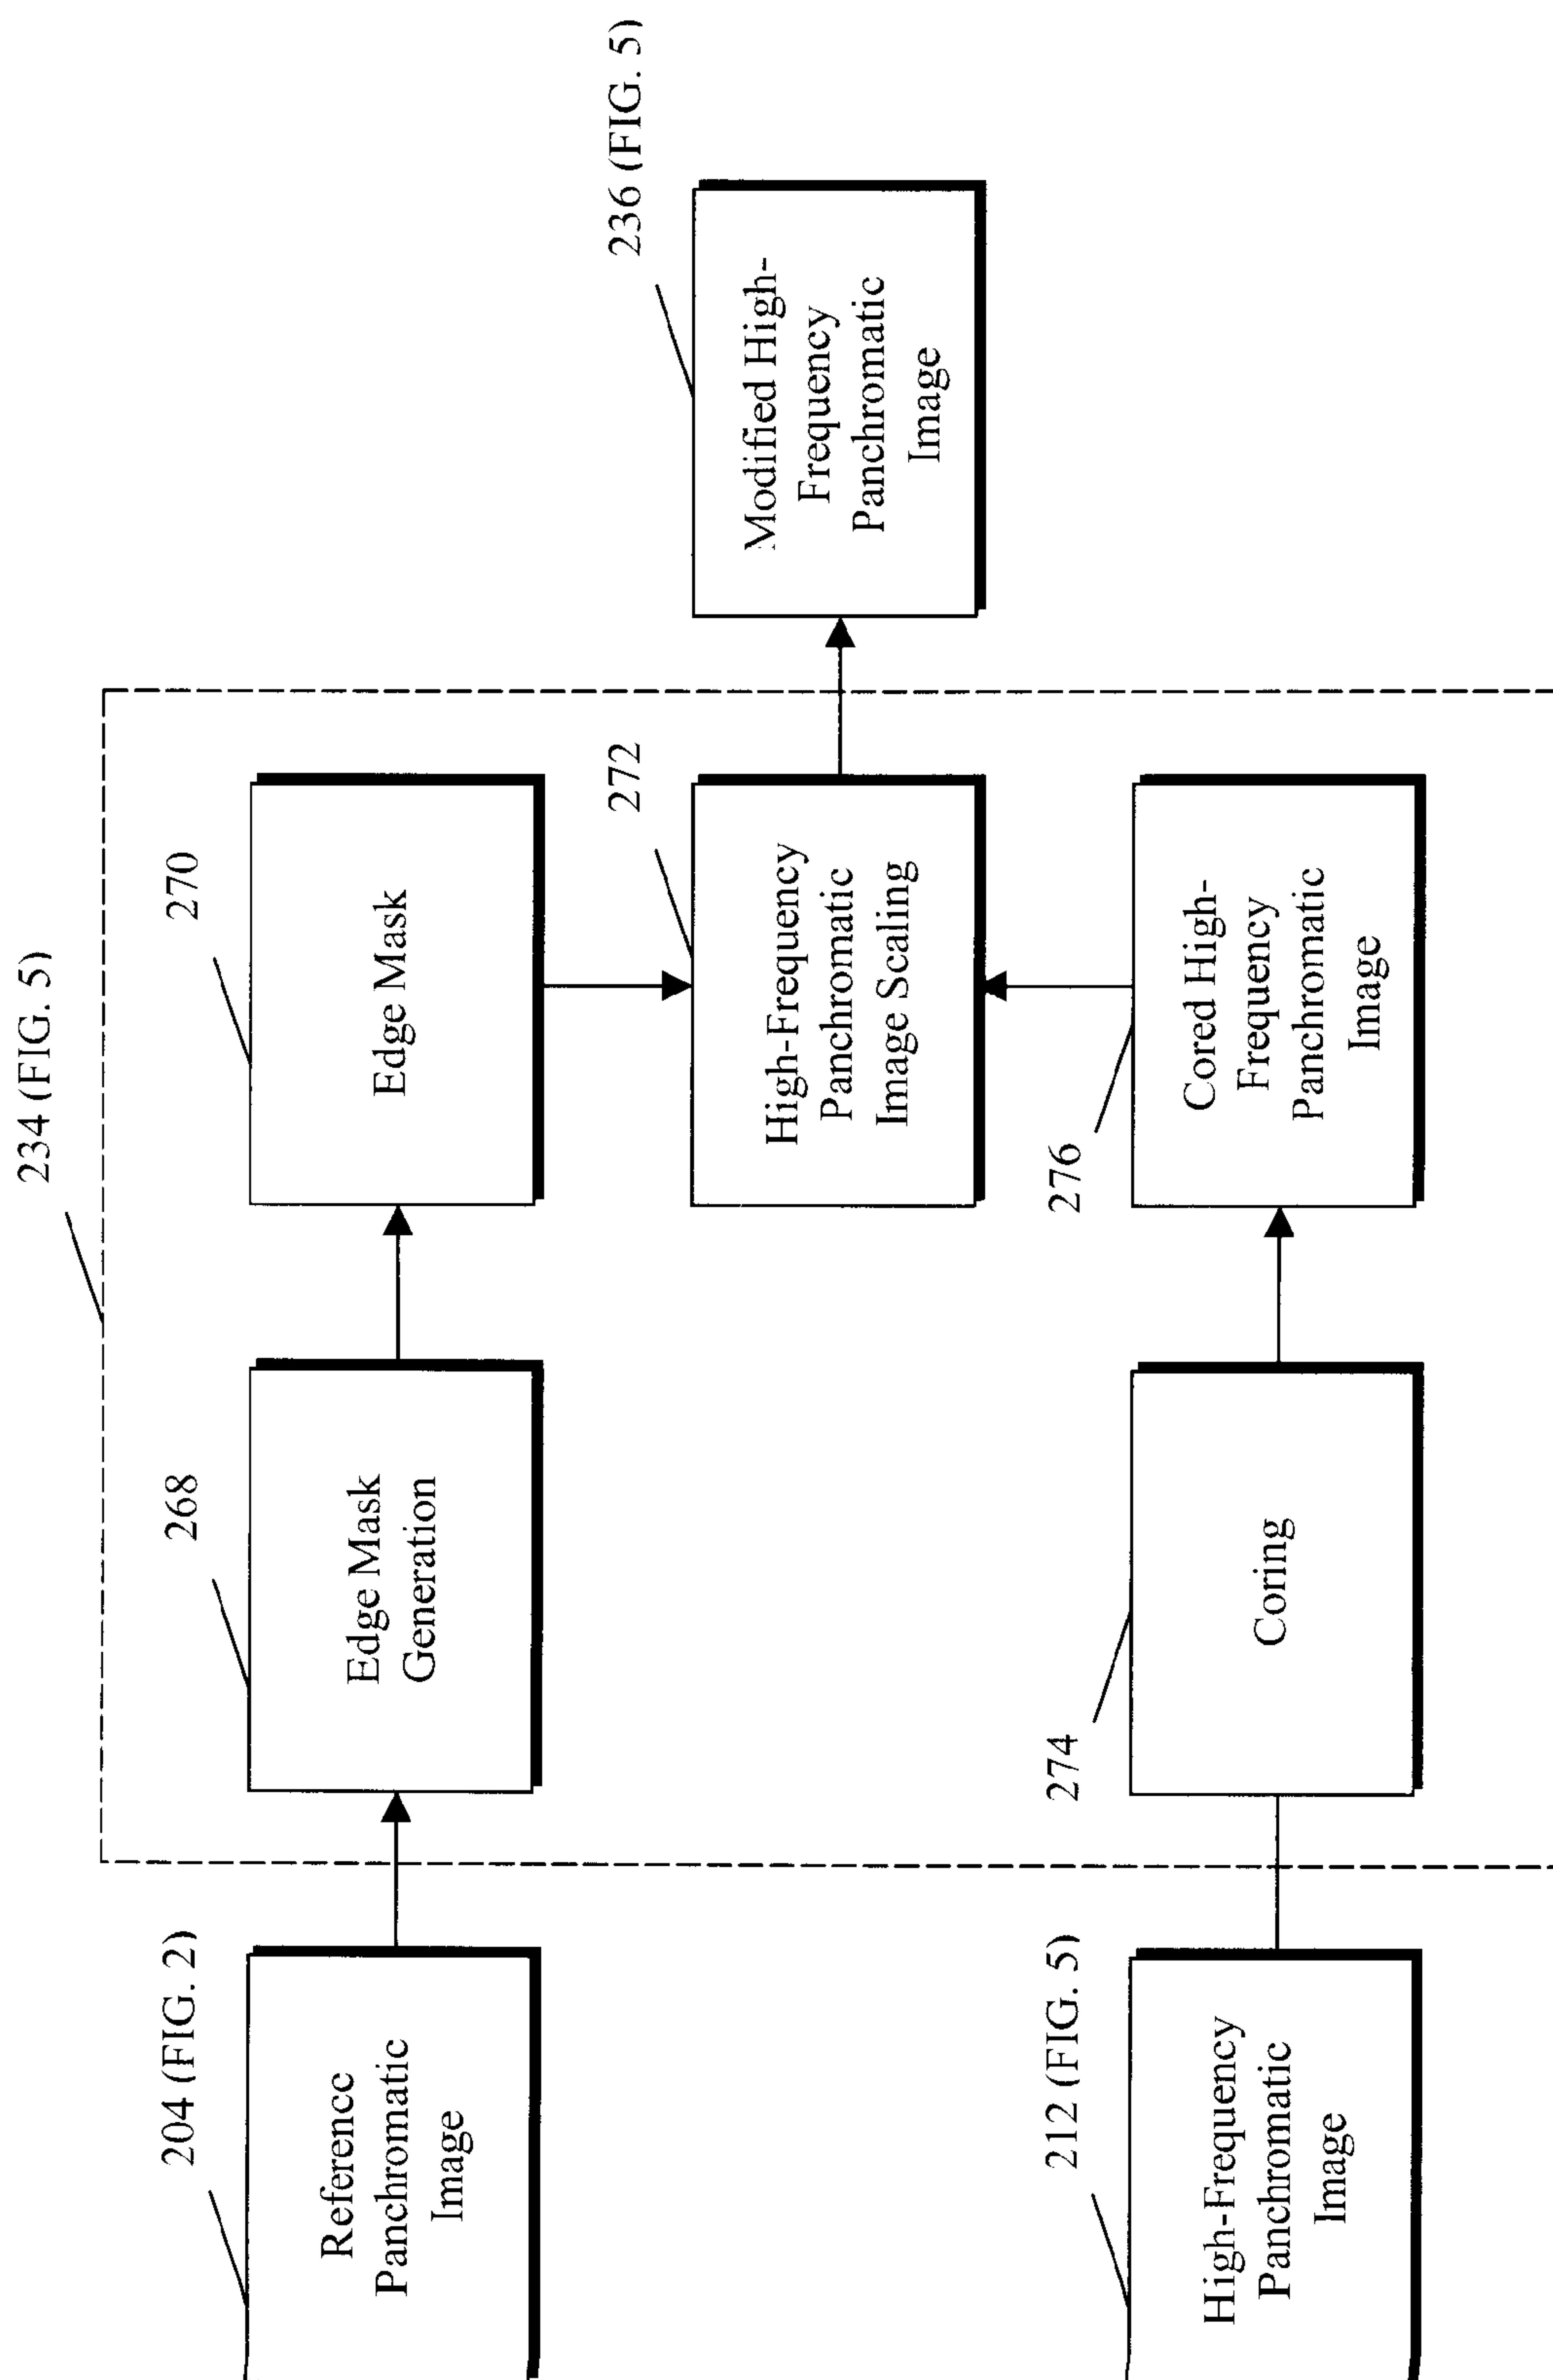 234 (FIG. 5)
204 (FIG. 2)
Reference
Panchromatic
Image
268
Edge Mask
Generation
270
Edge Mask
272
High-Frequency
Panchromatic
Image Scaling
236 (FIG. 5)
Modified High-
Frequency
Panchromatic
Image
212 (FIG. 5)
High-Frequency
Panchromatic
Image
274
Coring
276
Cored High-
Frequency
Panchromatic
Image